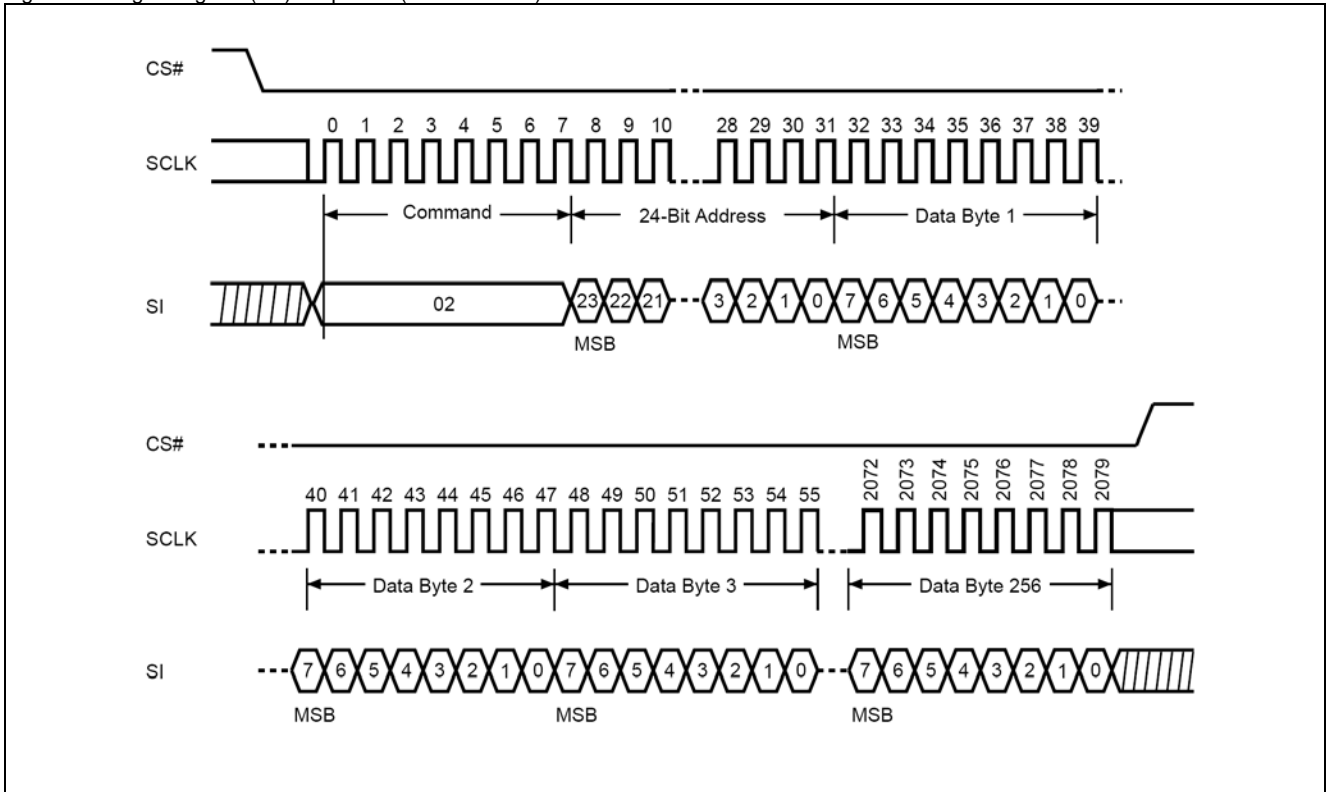 CS#
0 1 2 3 4 5 6 7 8 9 10 28 29 30 31 32 33 34 35 36 37 38 39
SCLK
Command 24-Bit Address Data Byte 1
SI 02 23 22 21 3 2 1 0 7 6 5 4 3 2 1 0
MSB MSB
CS#
40 41 42 43 44 45 46 47 48 49 50 51 52 53 54 55 2072 2073 2074 2075 2076 2077 2078 2079
SCLK
Data Byte 2 Data Byte 3 Data Byte 256
SI 7 6 5 4 3 2 1 0 7 6 5 4 3 2 1 0 7 6 5 4 3 2 1 0
MSB MSB MSB